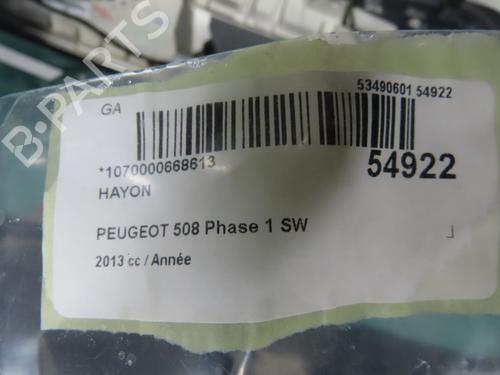 GA
53490601 54922
*1070000668613
54922
HAYON
PEUGEOT 508 Phase 1 SW
2013 cc / Année
B-PARTS